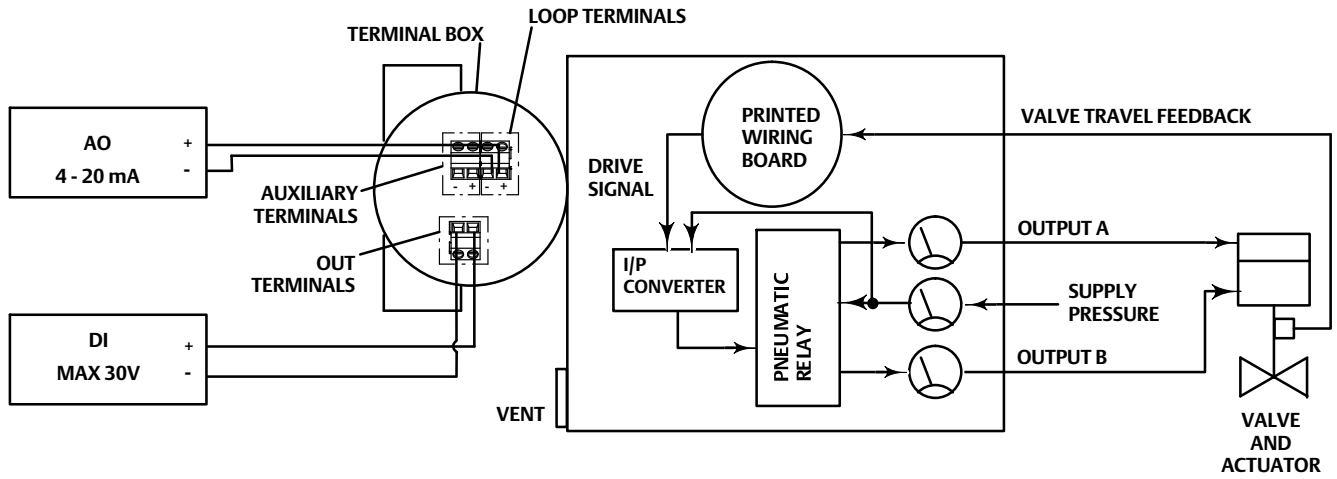 LOOP TERMINALS
TERMINAL BOX
AO
4 - 20 mA
+
-
AUXILIARY
TERMINALS
- + - +
OUT
TERMINALS
-
DI
MAX 30V
+
-
PRINTED
WIRING
BOARD
VALVE TRAVEL FEEDBACK
DRIVE
SIGNAL
I/P
CONVERTER
PNEUMATIC
RELAY
OUTPUT A
SUPPLY
PRESSURE
OUTPUT B
VENT
VALVE
AND
ACTUATOR